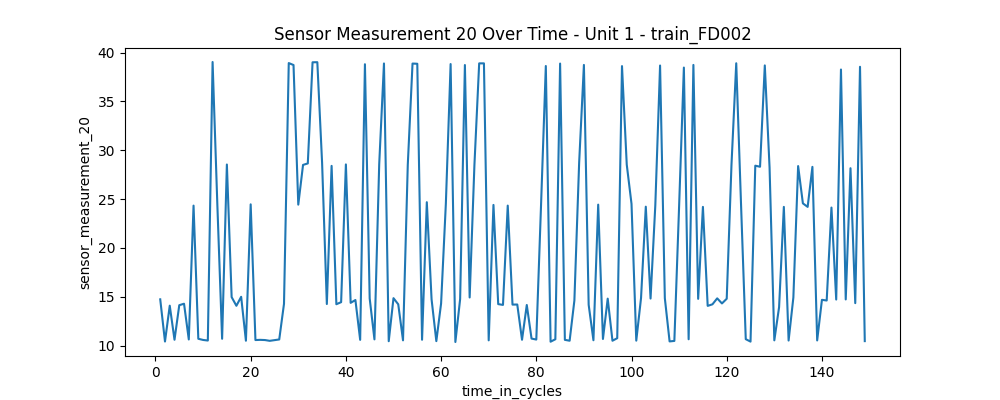 Sensor Measurement 20 Over Time - Unit 1 - train_FD002
sensor_measurement_20
40
35
30
25
20
15
10
0 20 40 60 80 100 120 140
time_in_cycles